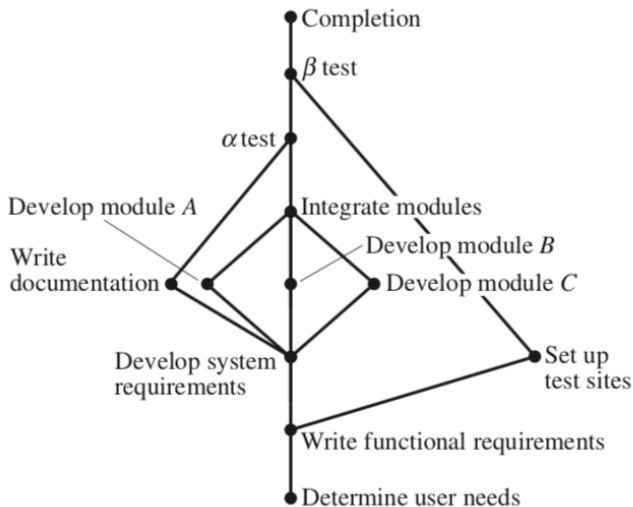 Completion
β test
α test
Develop module A
Integrate modules
Develop module B
Write
documentation
Develop module C
Develop system
requirements
Set up
test sites
Write functional requirements
Determine user needs